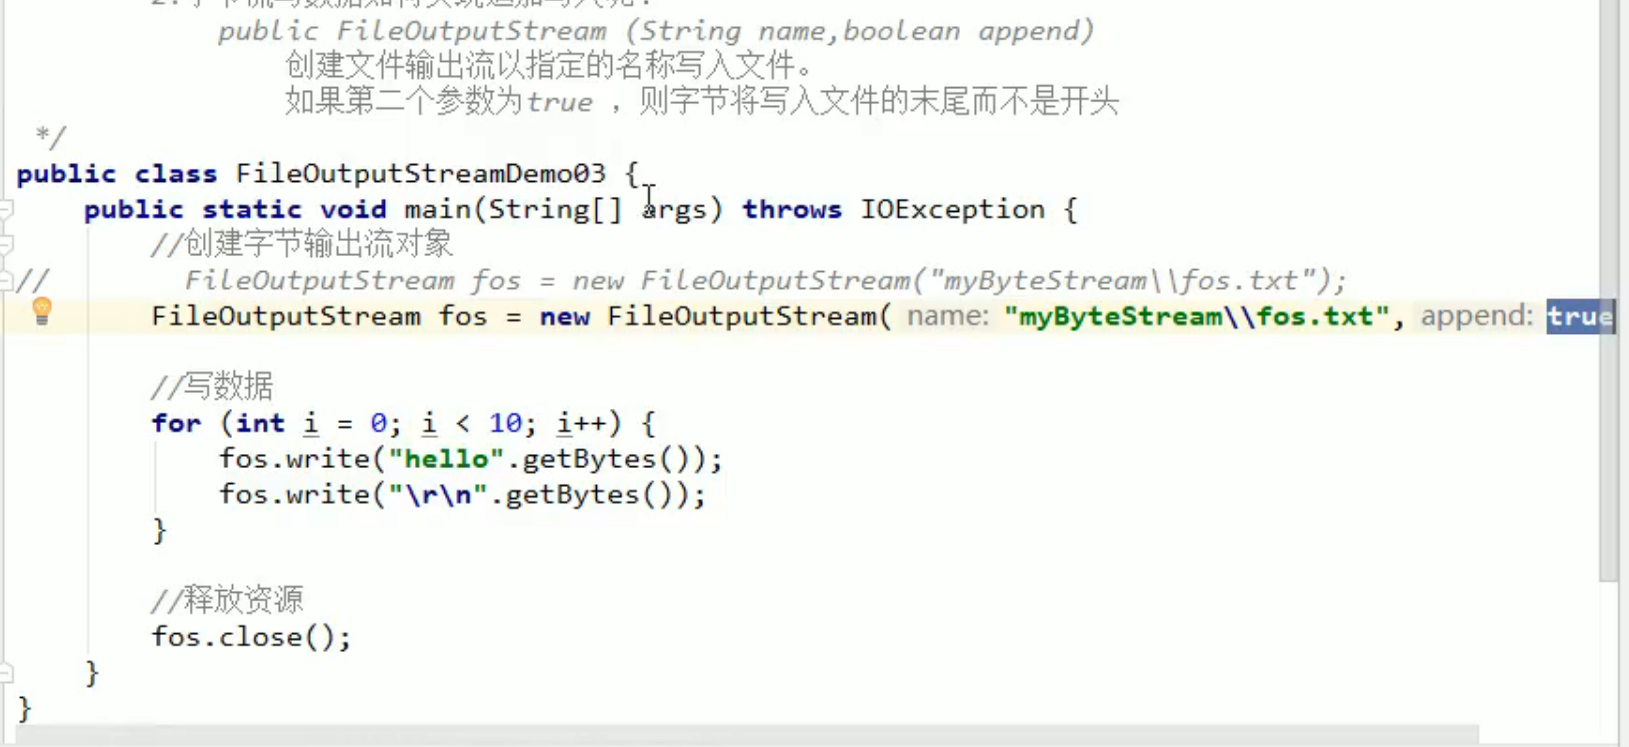 public FileOutputStream (String name,boolean append)
创建文件输出流以指定的名称写入文件。
如果第二个参数为true ，则字节将写入文件的末尾而不是开头
*/
public class FileOutputStreamDemo03 {
public static void main(String[] args) throws IOException {
//创建字节输出流对象
// FileOutputStream fos = new FileOutputStream("myByteStream\\fos.txt");
FileOutputStream fos = new FileOutputStream( name: "myByteStream\\fos.txt", append: true
//写数据
for (int i = 0; i < 10; i++) {
fos.write("hello".getBytes());
fos.write("\r\n".getBytes());
}
//释放资源
fos.close();
}
}